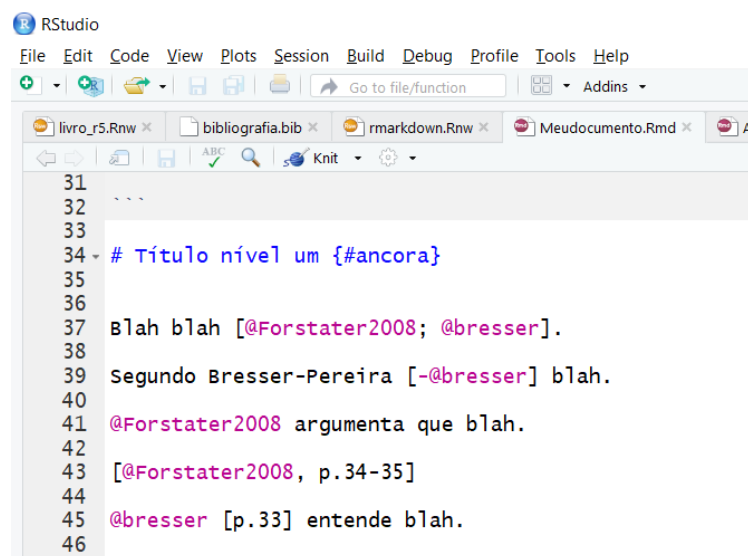 RStudio
File Edit Code View Plots Session Build Debug Profile Tools Help
Go to file/function Addins
livro_r5.Rnw × bibliografia.bib × rmarkdown.Rnw × Meudocumento.Rmd × A
ABC Knit
31
32 ```
33
34 # Título nível um {#ancora}
35
36
37 Blah blah [@Forstater2008; @bresser].
38
39 Segundo Bresser-Pereira [-@bresser] blah.
40
41 @Forstater2008 argumenta que blah.
42
43 [@Forstater2008, p.34-35]
44
45 @bresser [p.33] entende blah.
46